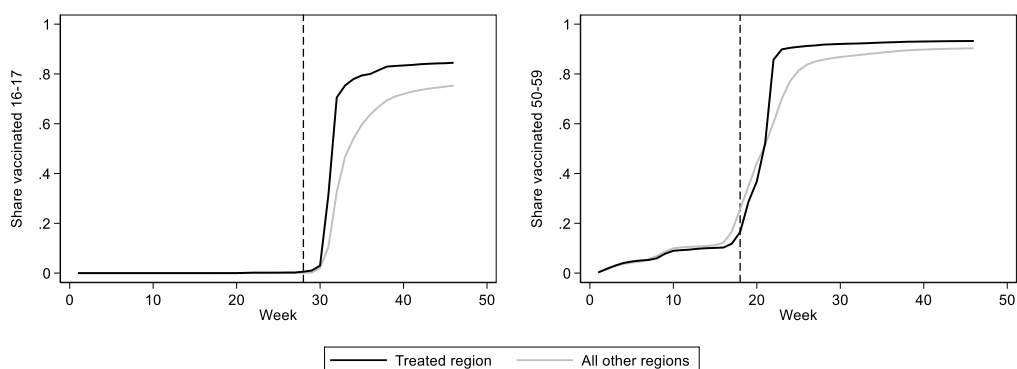 Share vaccinated 16-17
1
.8
.6
.4
.2
0
0 10 20 30 40 50
Week
Share vaccinated 50-59
1
.8
.6
.4
.2
0
0 10 20 30 40 50
Week
Treated region All other regions